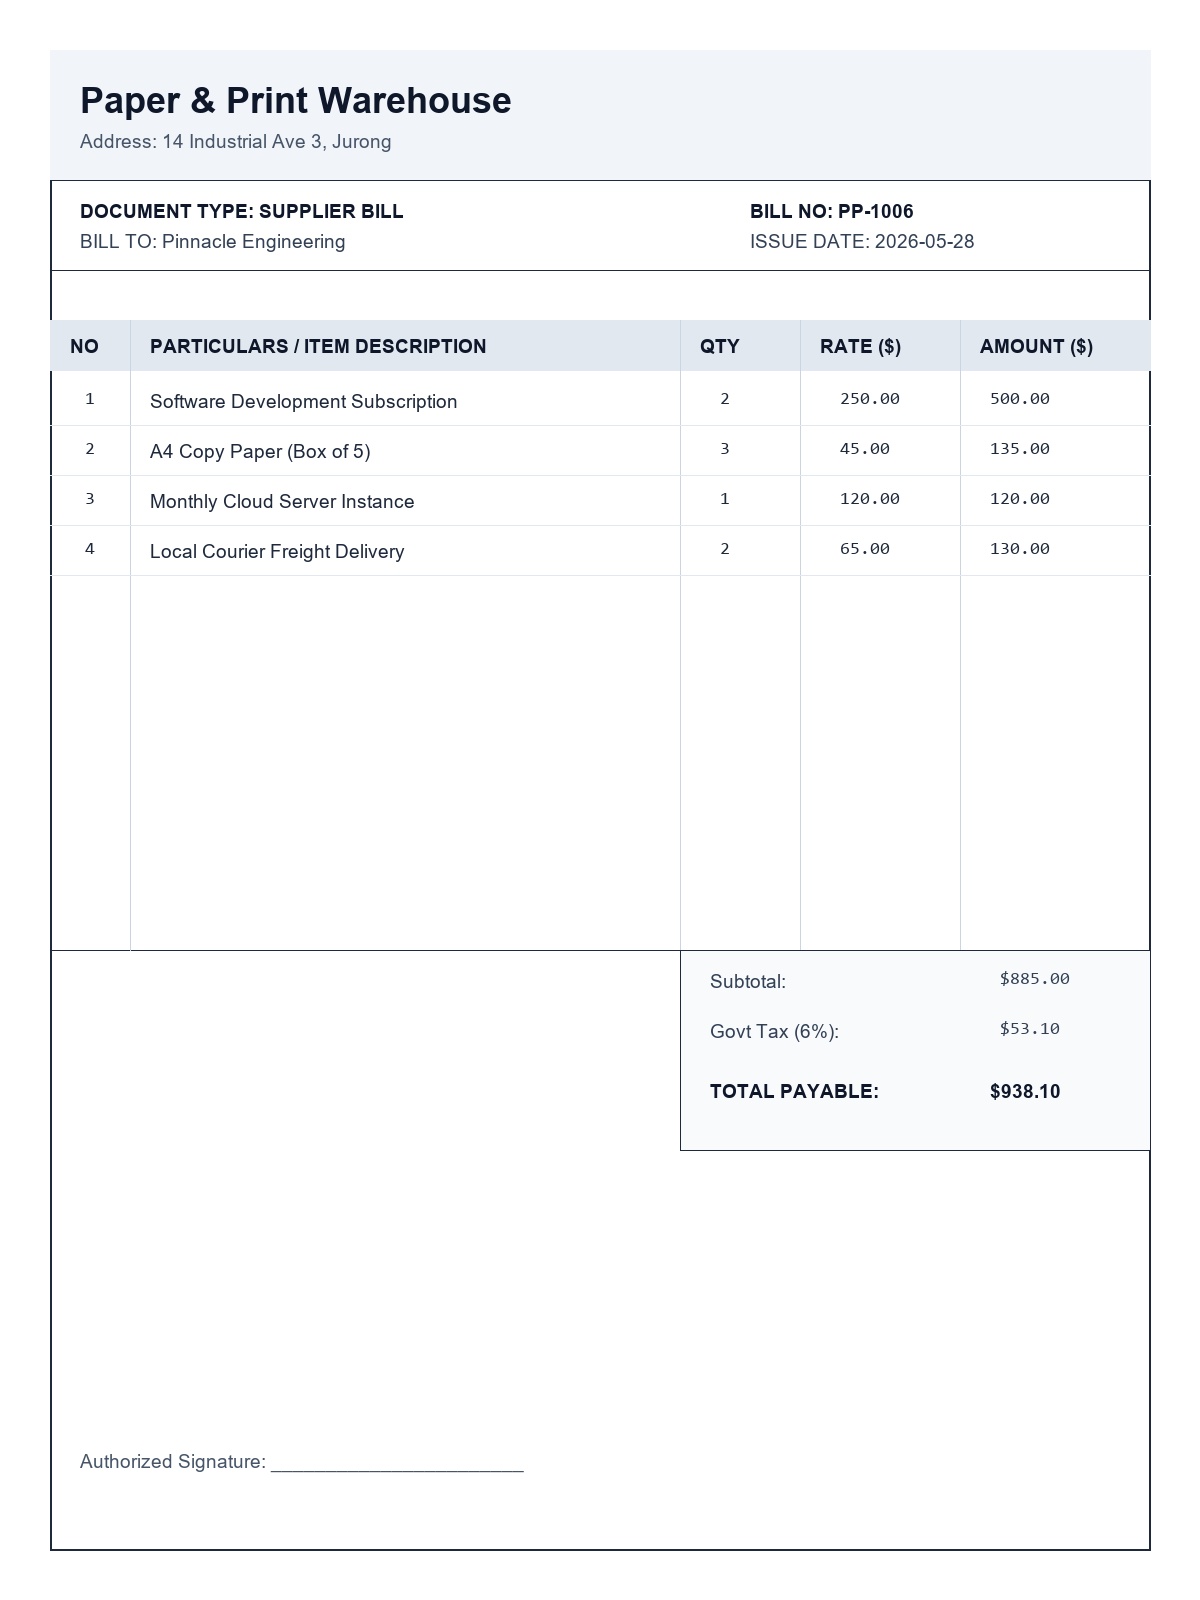 Paper & Print Warehouse
Address: 14 Industrial Ave 3, Jurong
DOCUMENT TYPE: SUPPLIER BILL BILL NO: PP-1006
BILL TO: Pinnacle Engineering ISSUE DATE: 2026-05-28
NO PARTICULARS / ITEM DESCRIPTION QTY RATE ($) AMOUNT ($)
1 Software Development Subscription 2 250.00 500.00
2 A4 Copy Paper (Box of 5) 3 45.00 135.00
3 Monthly Cloud Server Instance 1 120.00 120.00
4 Local Courier Freight Delivery 2 65.00 130.00
Subtotal: $885.00
Govt Tax (6%): $53.10
TOTAL PAYABLE: $938.10
Authorized Signature: _______________________